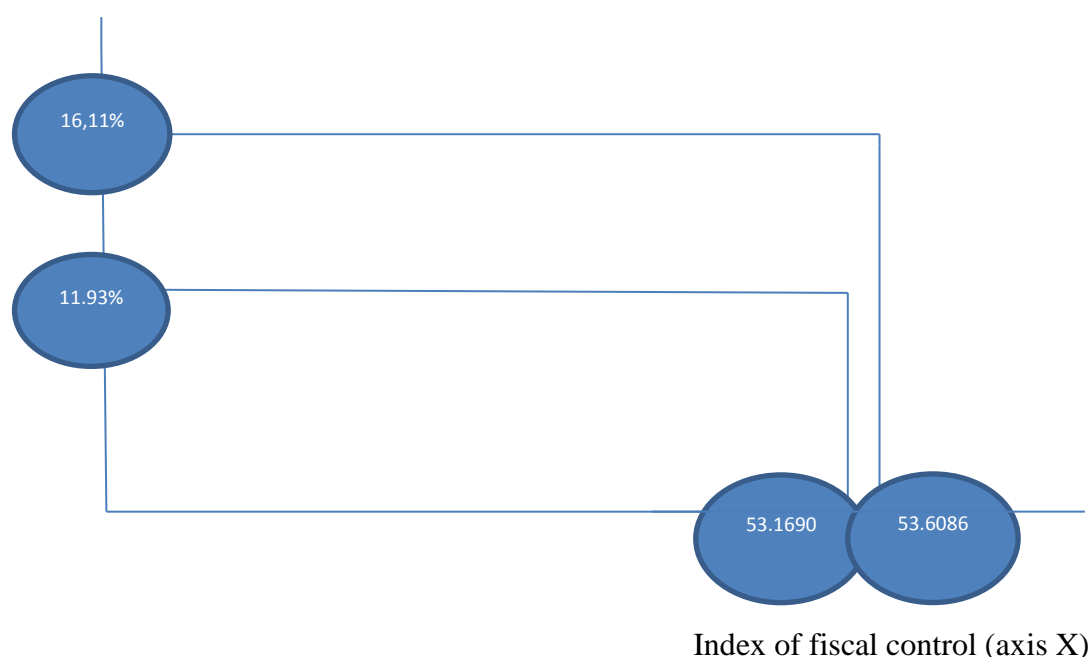 16,11%
11.93%
53.1690
53.6086
Index of fiscal control (axis X)